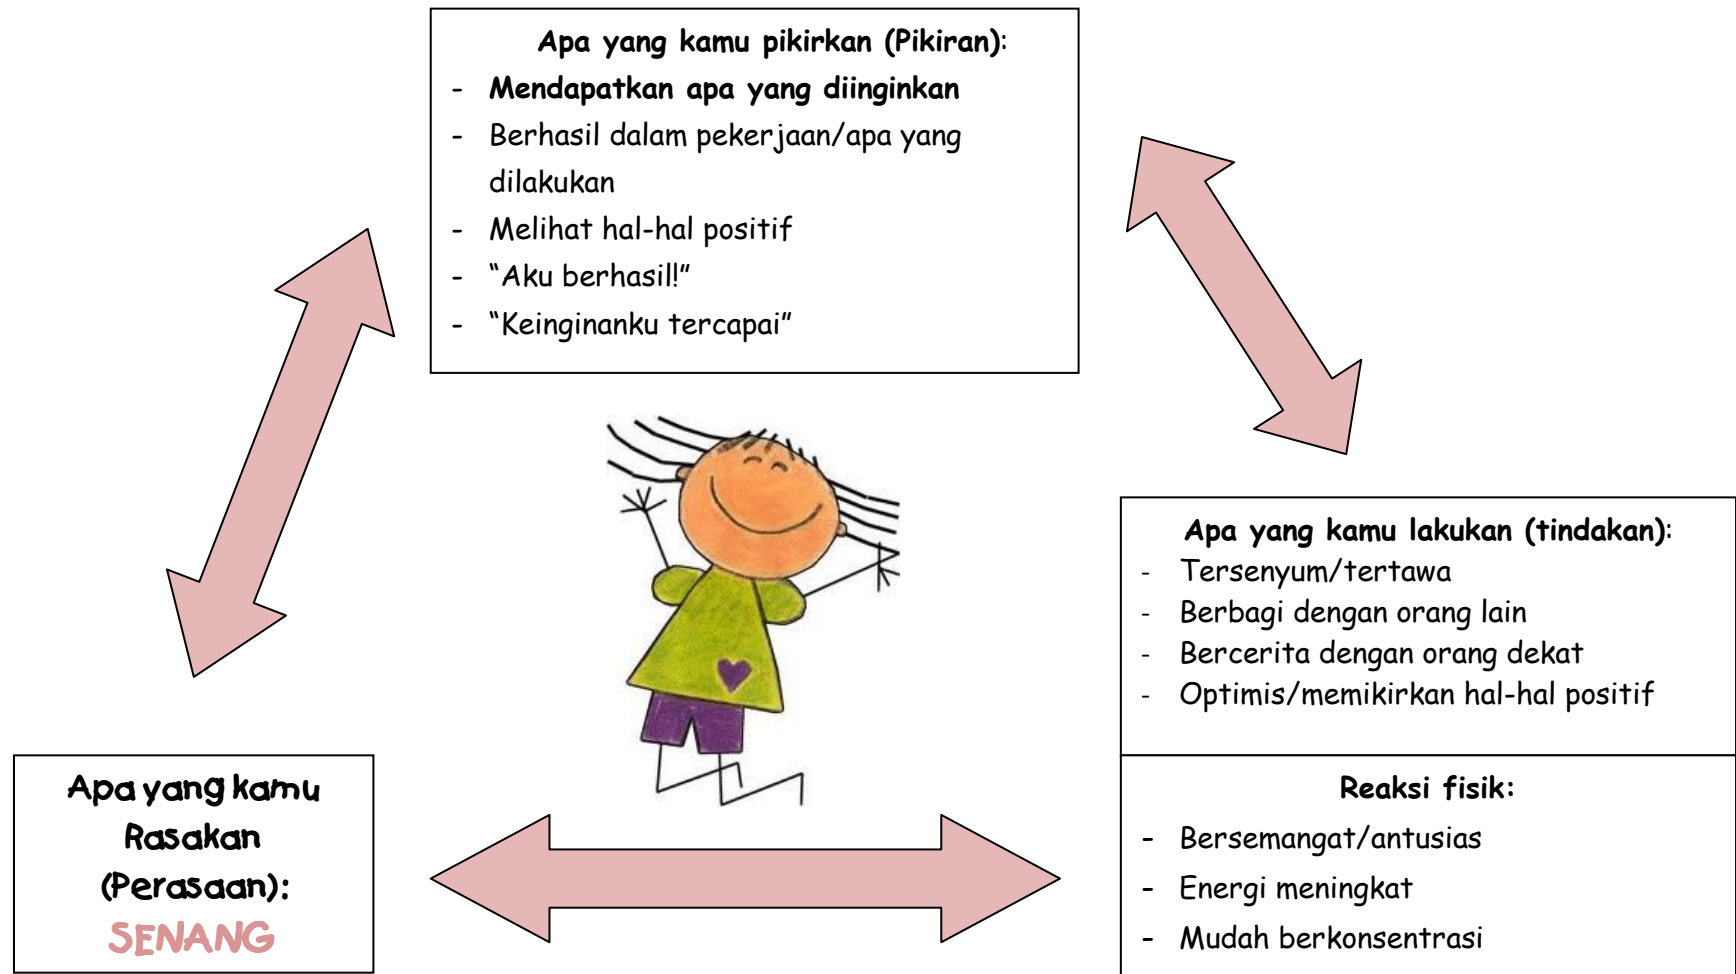 Apa yang kamu pikirkan (Pikiran):
- Mendapatkan apa yang diinginkan
- Berhasil dalam pekerjaan/apa yang
dilakukan
- Melihat hal-hal positif
- “Aku berhasil!”
- “Keinginanku tercapai”
Apa yang kamu lakukan (tindakan):
- Tersenyum/tertawa
- Berbagi dengan orang lain
- Bercerita dengan orang dekat
- Optimis/memikirkan hal-hal positif
Apa yang kamu
Rasakan
(Perasaan):
SENANG
Reaksi fisik:
- Bersemangat/antusias
- Energi meningkat
- Mudah berkonsentrasi